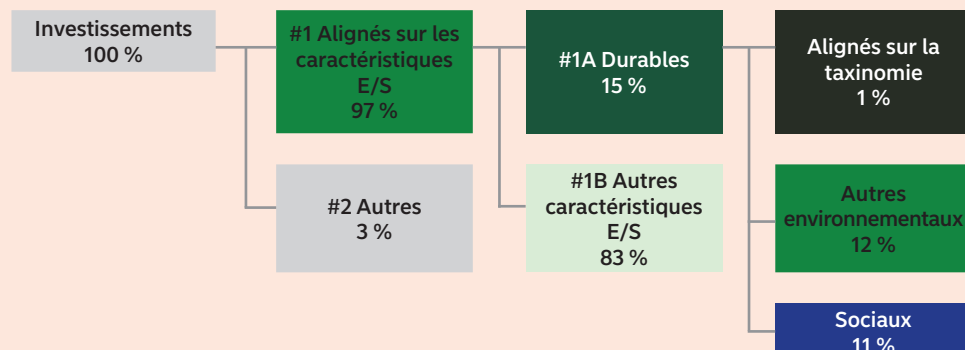 Investissements
100 %
#1 Alignés sur les
caractéristiques
E/S
97 %
#2 Autres
3 %
#1A Durables
15 %
#1B Autres
caractéristiques
E/S
83 %
Alignés sur la
taxinomie
1 %
Autres
environnementaux
12 %
Sociaux
11 %